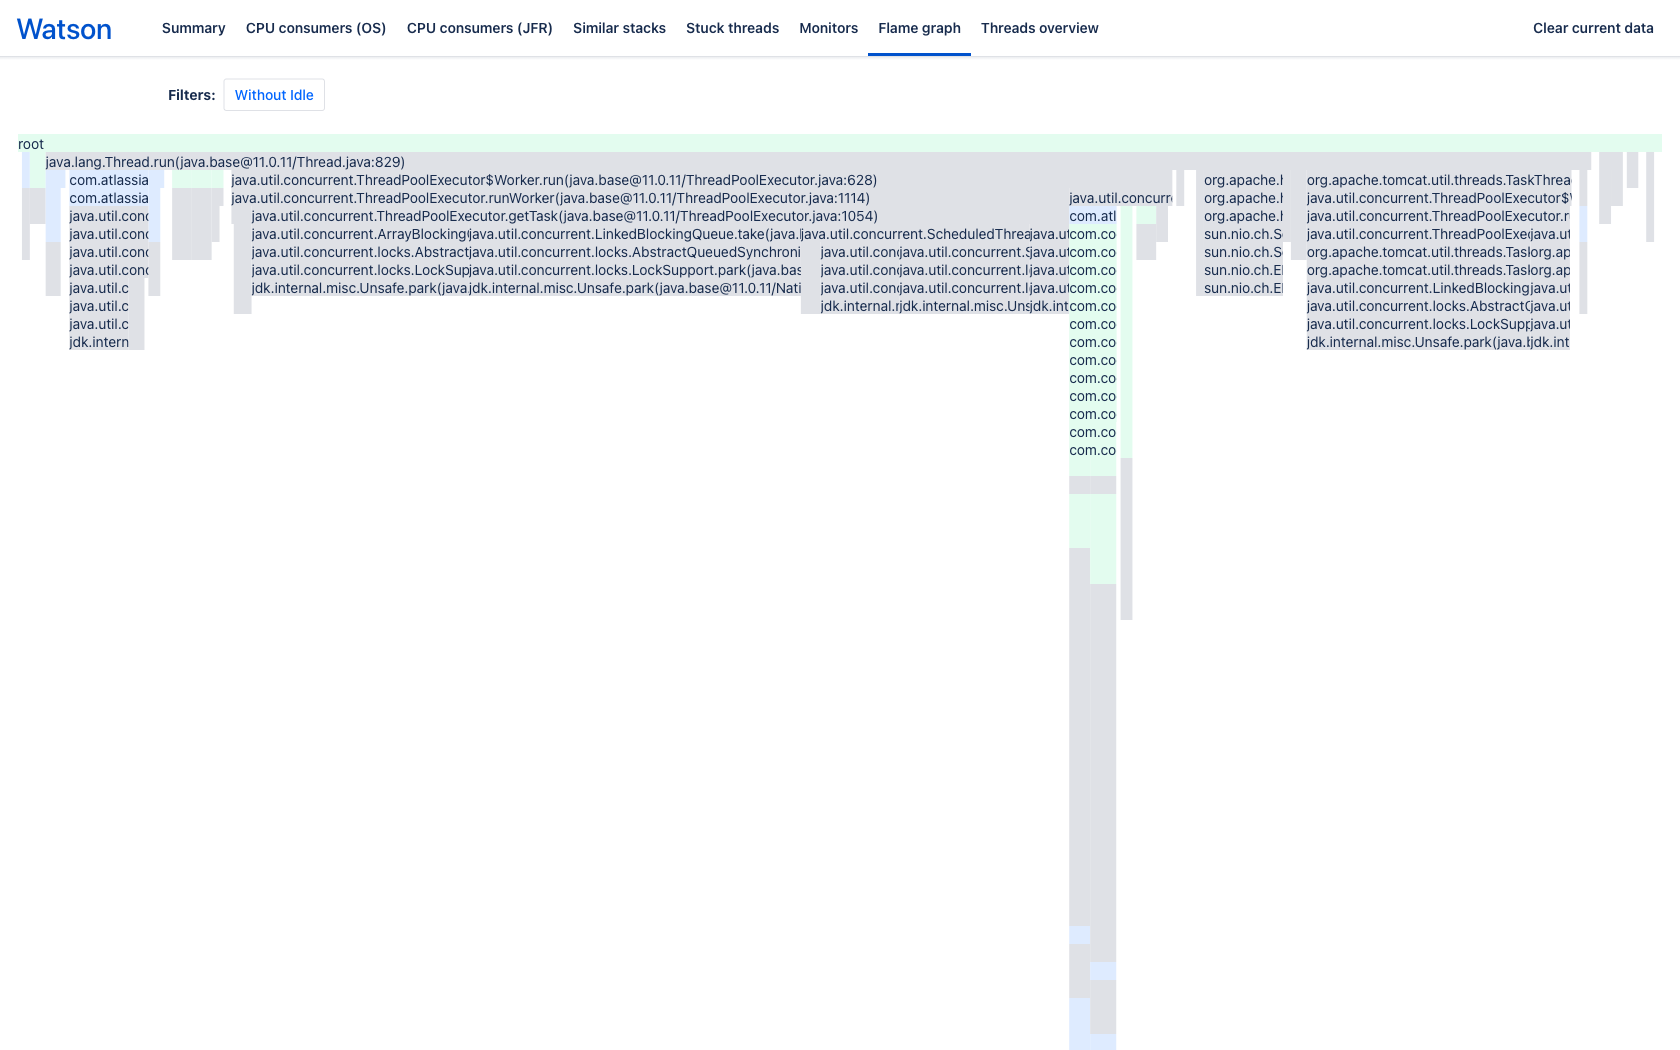 Watson Summary CPU consumers (OS) CPU consumers (JFR) Similar stacks Stuck threads Monitors Flame graph Threads overview Clear current data
Filters: Without Idle
root
java.lang.Thread.run(java.base@11.0.11/Thread.java:829)
com.atlassia java.util.concurrent.ThreadPoolExecutor$Worker.run(java.base@11.0.11/ThreadPoolExecutor.java:628) org.apache.h org.apache.tomcat.util.threads.TaskThrea
com.atlassia java.util.concurrent.ThreadPoolExecutor.runWorker(java.base@11.0.11/ThreadPoolExecutor.java:1114) java.util.concurre org.apache.h java.util.concurrent.ThreadPoolExecutor$
java.util.conc java.util.concurrent.ThreadPoolExecutor.getTask(java.base@11.0.11/ThreadPoolExecutor.java:1054) com.atl org.apache.h java.util.concurrent.ThreadPoolExecutor.r
java.util.conc java.util.concurrent.ArrayBlocking java.util.concurrent.LinkedBlockingQueue.take(java. java.util.concurrent.ScheduledThrea java.ut com.co sun.nio.ch.S java.util.concurrent.ThreadPoolExe java.ut
java.util.conc java.util.concurrent.locks.Abstract java.util.concurrent.locks.AbstractQueuedSynchroni java.util.con java.util.concurrent.S java.ut com.co sun.nio.ch.S org.apache.tomcat.util.threads.Tas org.ap
java.util.conc java.util.concurrent.locks.LockSup java.util.concurrent.locks.LockSupport.park(java.bas java.util.con java.util.concurrent.l java.ut com.co sun.nio.ch.E org.apache.tomcat.util.threads.Tas org.ap
java.util.c jdk.internal.misc.Unsafe.park(java jdk.internal.misc.Unsafe.park(java.base@11.0.11/Nati java.util.con java.util.concurrent.l java.ut com.co sun.nio.ch.E java.util.concurrent.LinkedBlocking java.ut
java.util.c jdk.internal. jdk.internal.misc.Uns jdk.int com.co java.util.concurrent.locks.Abstract java.ut
java.util.c com.co java.util.concurrent.locks.LockSupp java.ut
jdk.intern com.co jdk.internal.misc.Unsafe.park(java. jdk.int
com.co
com.co
com.co
com.co
com.co
com.co